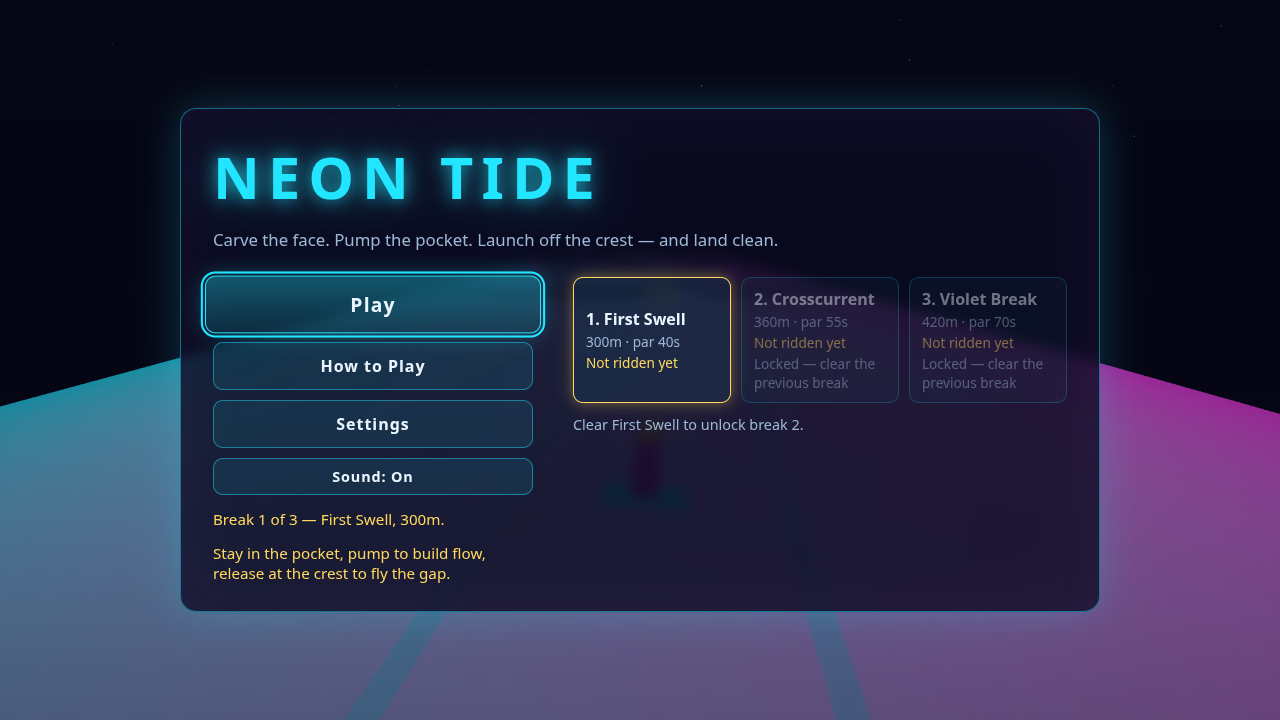 NEON TIDE
Carve the face. Pump the pocket. Launch off the crest — and land clean.
Play
How to Play
Settings
Sound: On
Break 1 of 3 — First Swell, 300m.
Stay in the pocket, pump to build flow,
release at the crest to fly the gap.
1. First Swell
300m · par 40s
Not ridden yet
2. Crosscurrent
360m · par 55s
Not ridden yet
Locked — clear the
previous break
3. Violet Break
420m · par 70s
Not ridden yet
Locked — clear the
previous break
Clear First Swell to unlock break 2.